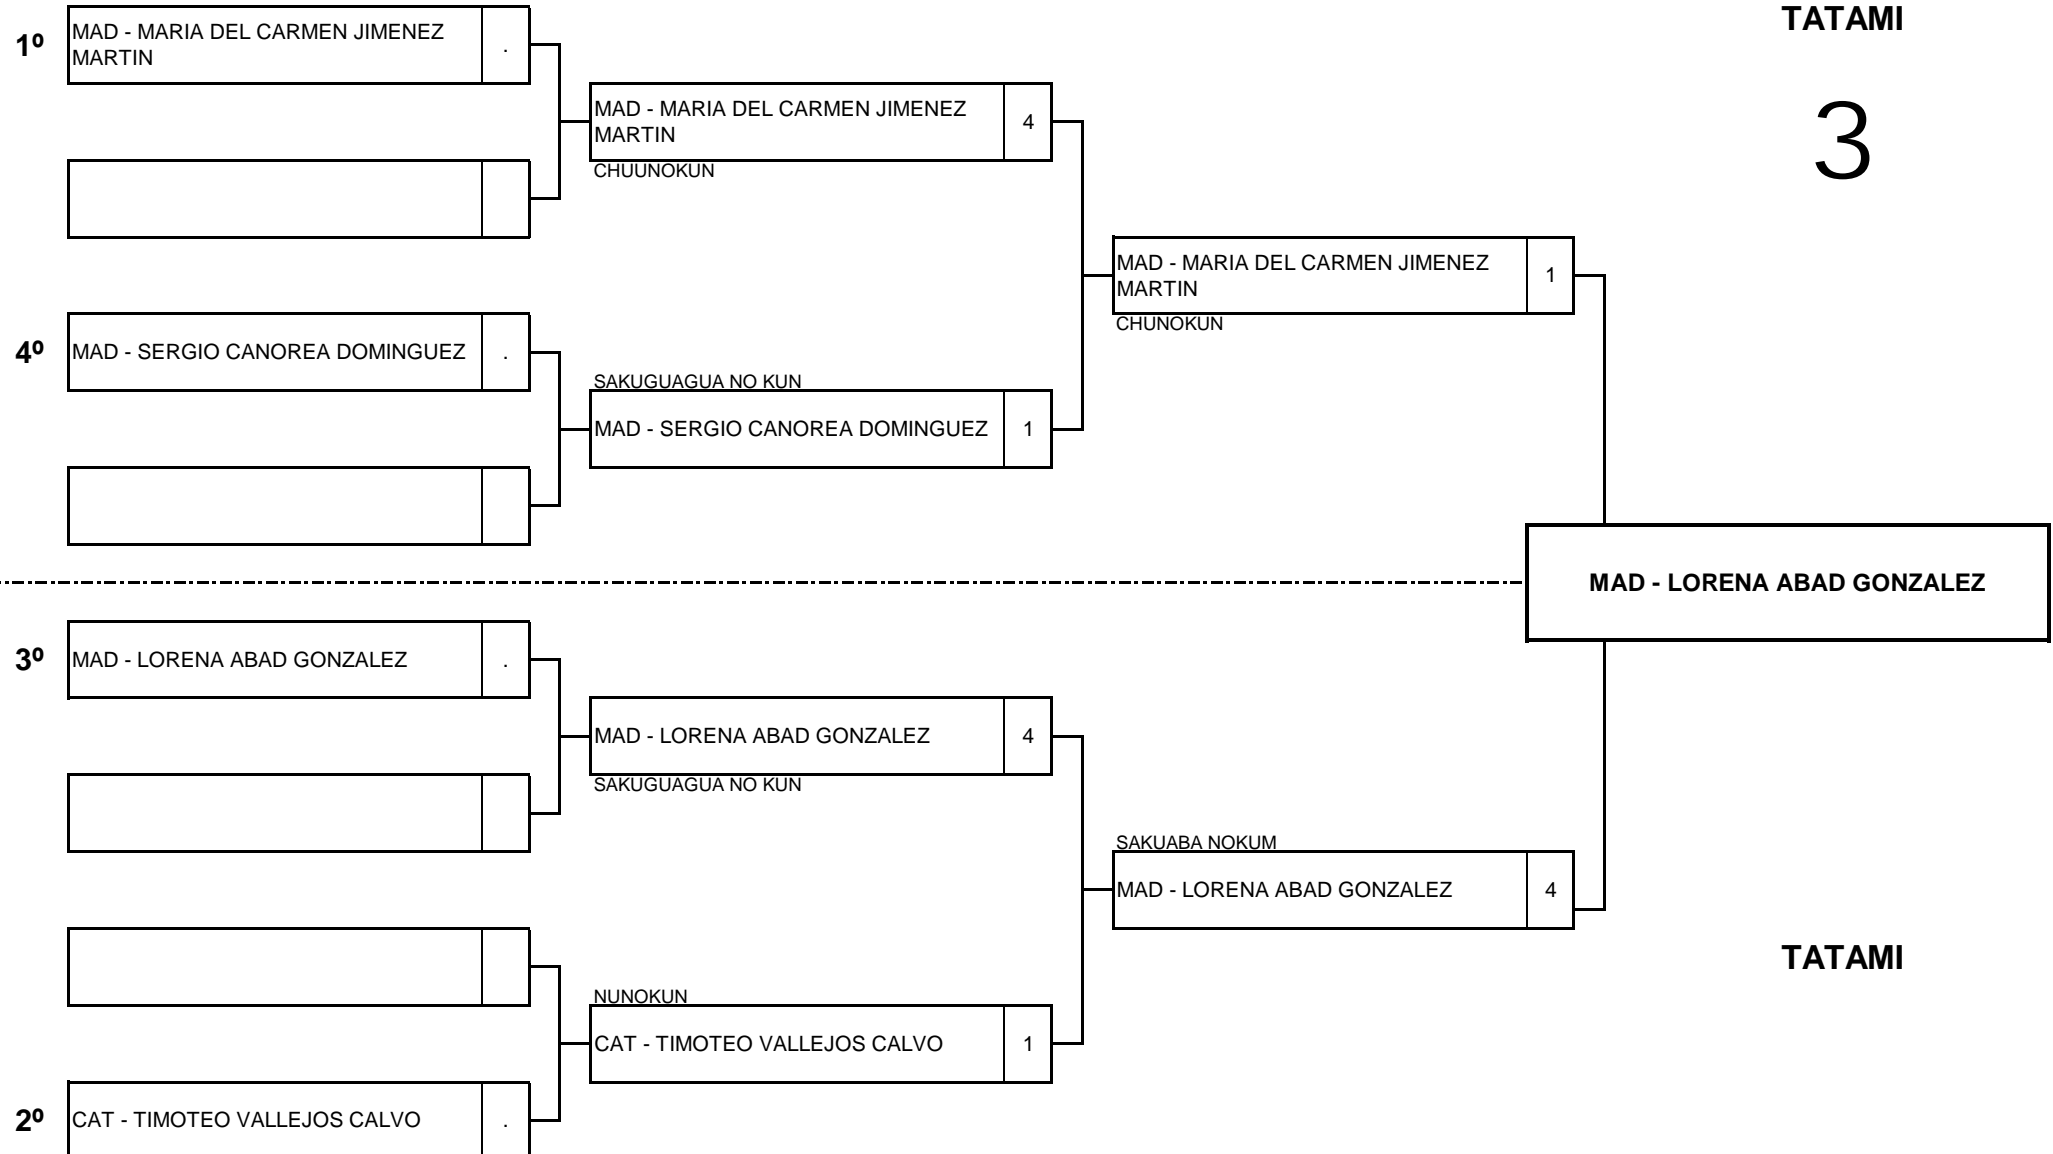 TATAMI
3
1º
MAD - MARIA DEL CARMEN JIMENEZ
MARTIN
.
MAD - MARIA DEL CARMEN JIMENEZ
MARTIN
4
CHUUNOKUN
MAD - MARIA DEL CARMEN JIMENEZ
MARTIN
1
CHUNOKUN
4º
MAD - SERGIO CANOREA DOMINGUEZ
.
SAKUGUAGUA NO KUN
MAD - SERGIO CANOREA DOMINGUEZ
1
MAD - LORENA ABAD GONZALEZ
3º
MAD - LORENA ABAD GONZALEZ
.
MAD - LORENA ABAD GONZALEZ
4
SAKUGUAGUA NO KUN
SAKUABA NOKUM
MAD - LORENA ABAD GONZALEZ
4
TATAMI
NUNOKUN
CAT - TIMOTEO VALLEJOS CALVO
1
2º
CAT - TIMOTEO VALLEJOS CALVO
.